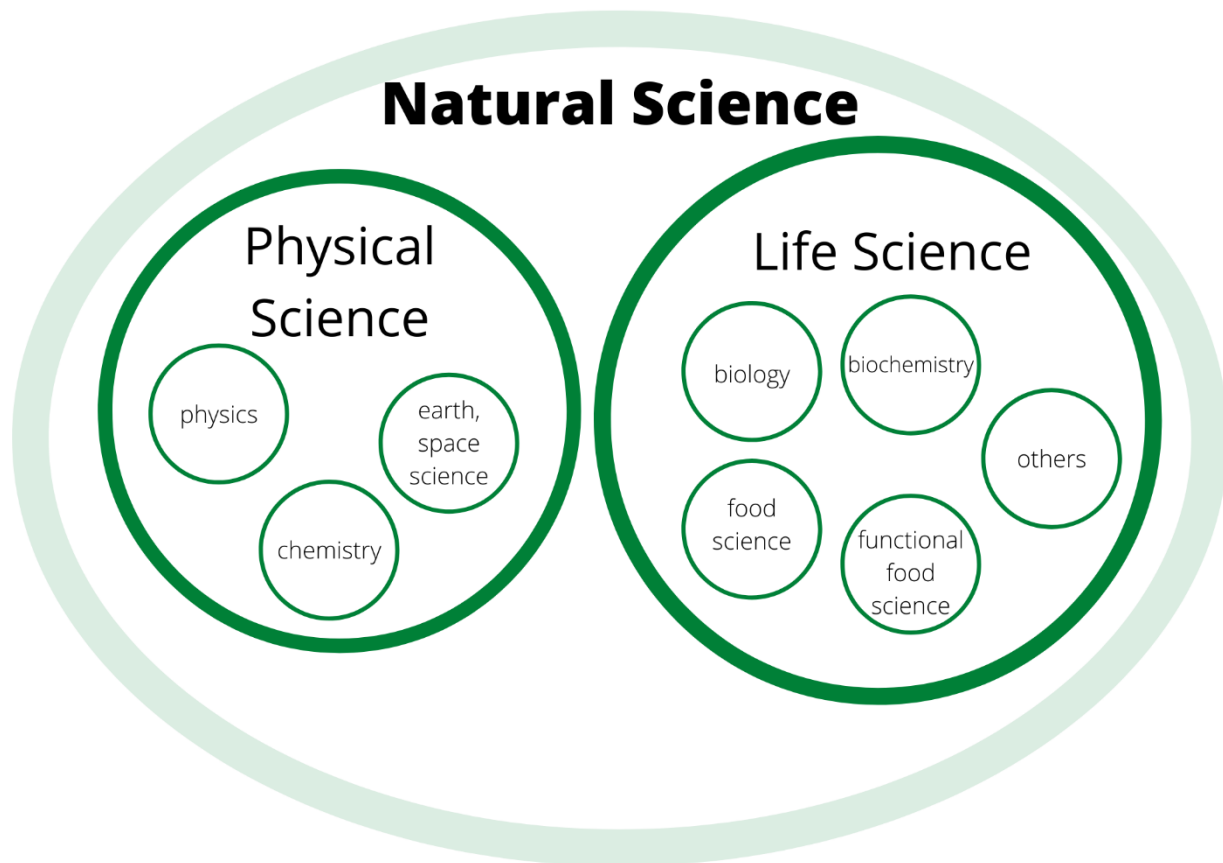 Natural Science
Physical
Science
physics
earth,
space
science
chemistry
Life Science
biology
biochemistry
others
food
science
functional
food
science